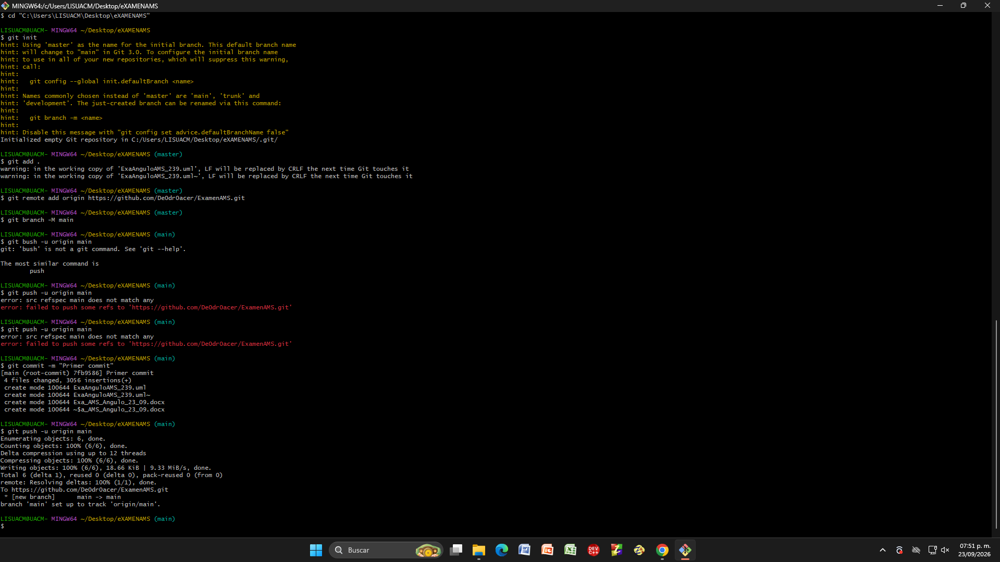 MINGW64:/c/Users/LISUACM/Desktop/eXAMENAMS
$ cd "C:\Users\LISUACM\Desktop\eXAMENAMS"
LISUACM@UACM- MINGW64 ~/Desktop/eXAMENAMS
$ git init
hint: Using 'master' as the name for the initial branch. This default branch name
hint: will change to "main" in Git 3.0. To configure the initial branch name
hint: to use in all of your new repositories, which will suppress this warning,
hint: call:
hint:
hint:   git config --global init.defaultBranch <name>
hint:
hint: Names commonly chosen instead of 'master' are 'main', 'trunk' and
hint: 'development'. The just-created branch can be renamed via this command:
hint:
hint:   git branch -m <name>
hint:
hint: Disable this message with "git config set advice.defaultBranchName false"
Initialized empty Git repository in C:/Users/LISUACM/Desktop/eXAMENAMS/.git/
LISUACM@UACM- MINGW64 ~/Desktop/eXAMENAMS (master)
$ git add .
warning: in the working copy of 'ExaAnguloAMS_239.uml', LF will be replaced by CRLF the next time Git touches it
warning: in the working copy of 'ExaAnguloAMS_239.uml~', LF will be replaced by CRLF the next time Git touches it
LISUACM@UACM- MINGW64 ~/Desktop/eXAMENAMS (master)
$ git remote add origin https://github.com/DeOdrOacer/ExamenAMS.git
LISUACM@UACM- MINGW64 ~/Desktop/eXAMENAMS (master)
$ git branch -M main
LISUACM@UACM- MINGW64 ~/Desktop/eXAMENAMS (main)
$ git bush -u origin main
git: 'bush' is not a git command. See 'git --help'.
The most similar command is
        push
LISUACM@UACM- MINGW64 ~/Desktop/eXAMENAMS (main)
$ git push -u origin main
error: src refspec main does not match any
error: failed to push some refs to 'https://github.com/DeOdrOacer/ExamenAMS.git'
LISUACM@UACM- MINGW64 ~/Desktop/eXAMENAMS (main)
$ git push -u origin main
error: src refspec main does not match any
error: failed to push some refs to 'https://github.com/DeOdrOacer/ExamenAMS.git'
LISUACM@UACM- MINGW64 ~/Desktop/eXAMENAMS (main)
$ git commit -m "Primer commit"
[main (root-commit) 7fb9586] Primer commit
 4 files changed, 3056 insertions(+)
 create mode 100644 ExaAnguloAMS_239.uml
 create mode 100644 ExaAnguloAMS_239.uml~
 create mode 100644 Exa_AMS_Angulo_23_09.docx
 create mode 100644 ~$a_AMS_Angulo_23_09.docx
LISUACM@UACM- MINGW64 ~/Desktop/eXAMENAMS (main)
$ git push -u origin main
Enumerating objects: 6, done.
Counting objects: 100% (6/6), done.
Delta compression using up to 12 threads
Compressing objects: 100% (6/6), done.
Writing objects: 100% (6/6), 18.66 KiB | 9.33 MiB/s, done.
Total 6 (delta 1), reused 0 (delta 0), pack-reused 0 (from 0)
remote: Resolving deltas: 100% (1/1), done.
To https://github.com/DeOdrOacer/ExamenAMS.git
 * [new branch]      main -> main
branch 'main' set up to track 'origin/main'.
LISUACM@UACM- MINGW64 ~/Desktop/eXAMENAMS (main)
$
Buscar
DEV
C++
07:51 p. m.
23/09/2026